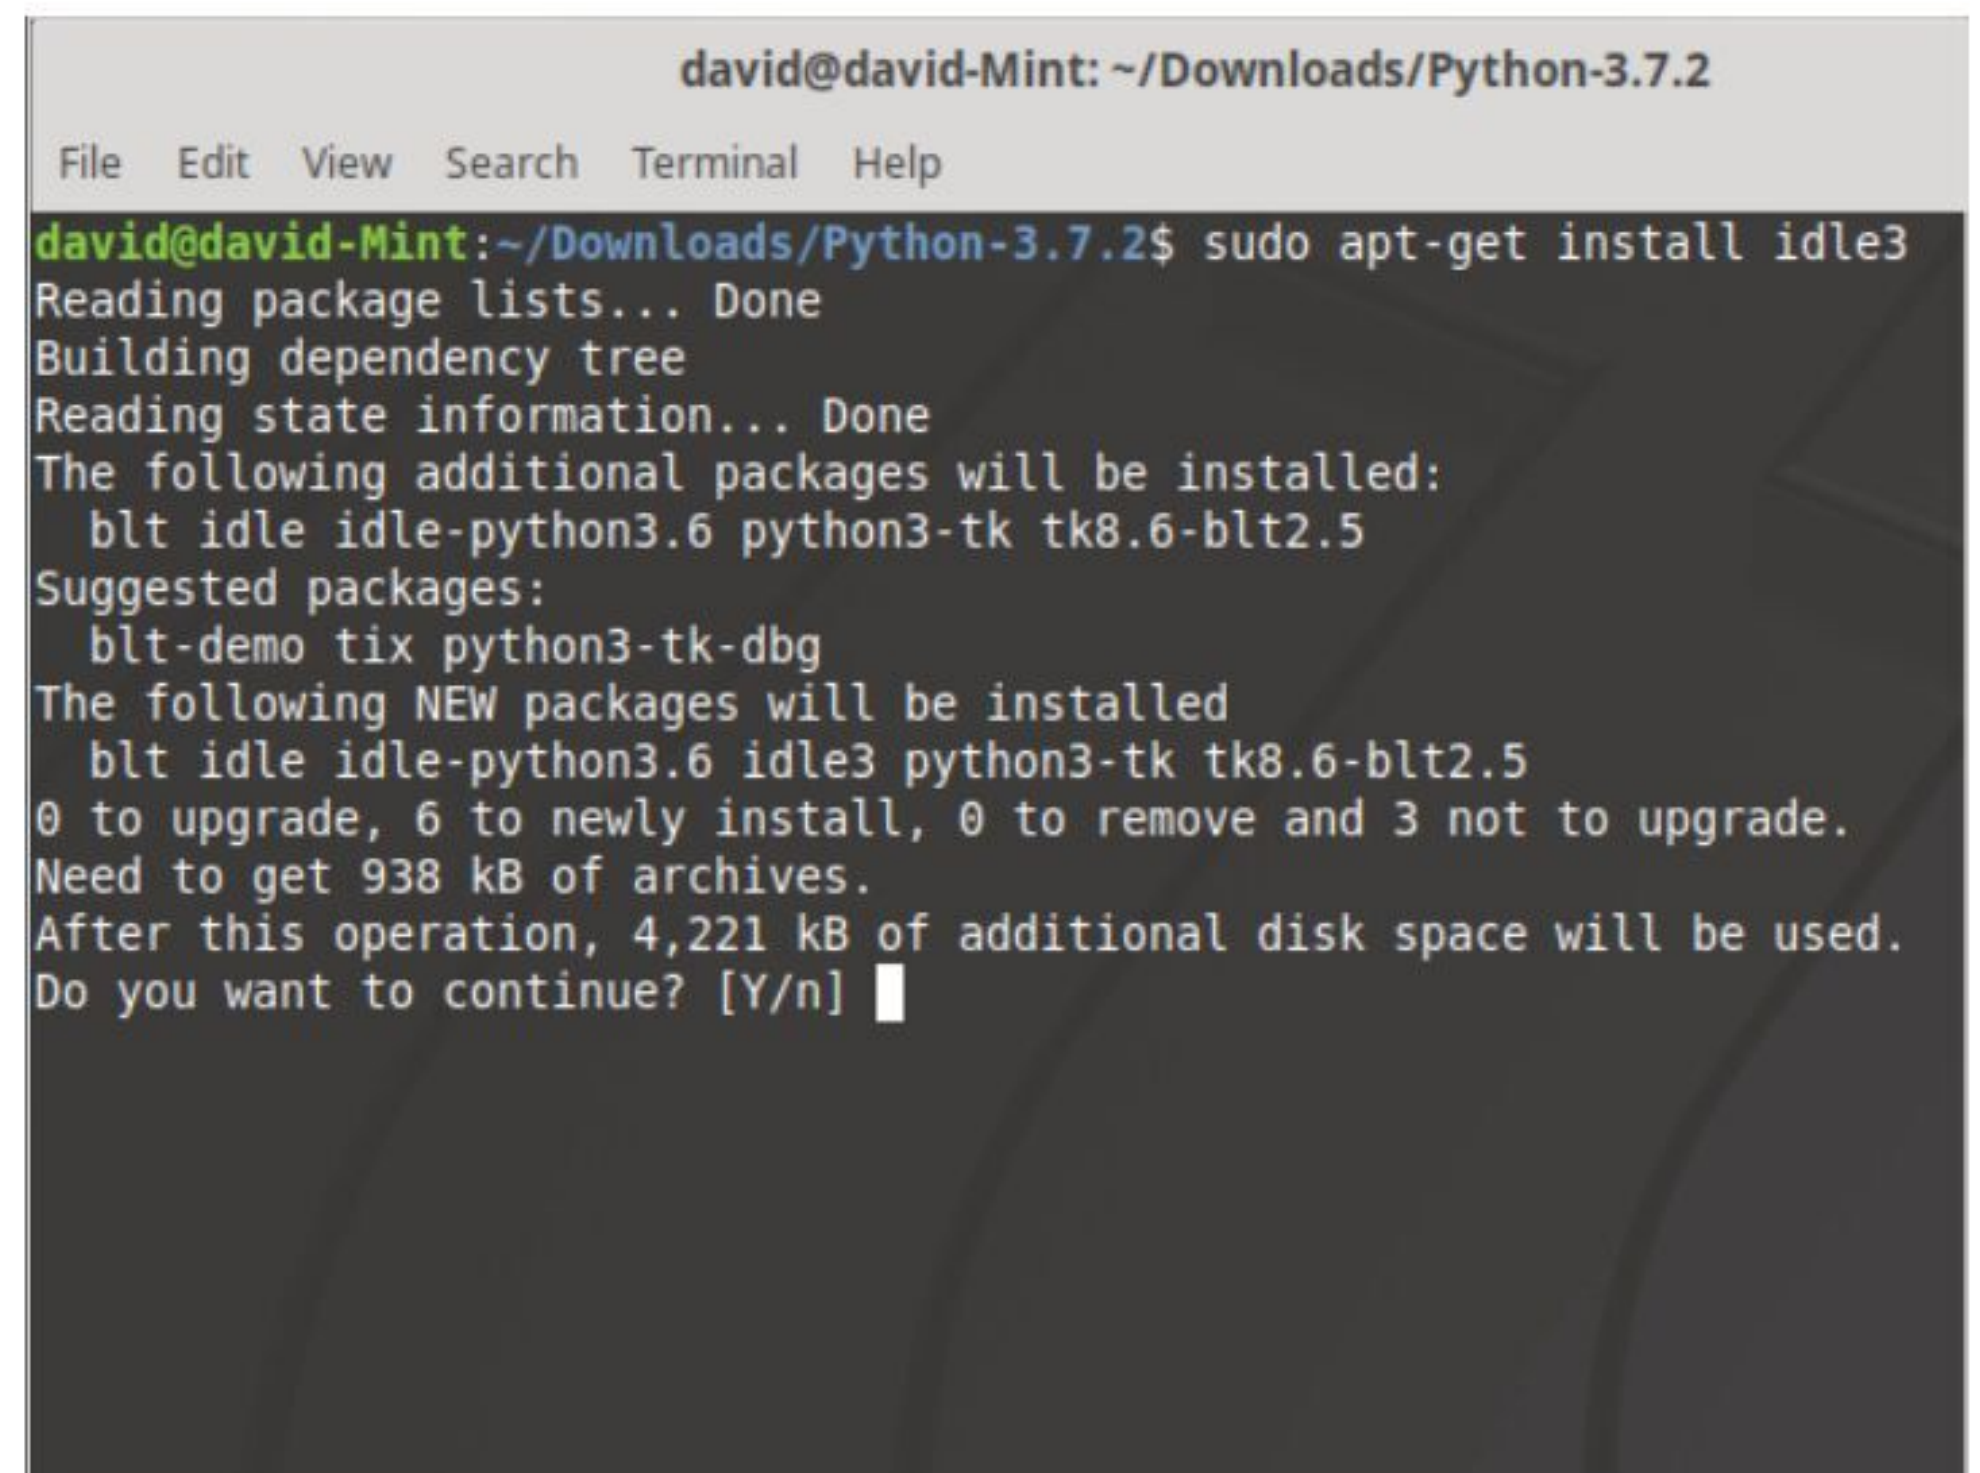 david@david-Mint: ~/Downloads/Python-3.7.2
File Edit View Search Terminal Help
david@david-Mint:~/Downloads/Python-3.7.2$ sudo apt-get install idle3
Reading package lists... Done
Building dependency tree
Reading state information... Done
The following additional packages will be installed:
  blt idle idle-python3.6 python3-tk tk8.6-blt2.5
Suggested packages:
  blt-demo tix python3-tk-dbg
The following NEW packages will be installed
  blt idle idle-python3.6 idle3 python3-tk tk8.6-blt2.5
0 to upgrade, 6 to newly install, 0 to remove and 3 not to upgrade.
Need to get 938 kB of archives.
After this operation, 4,221 kB of additional disk space will be used.
Do you want to continue? [Y/n]